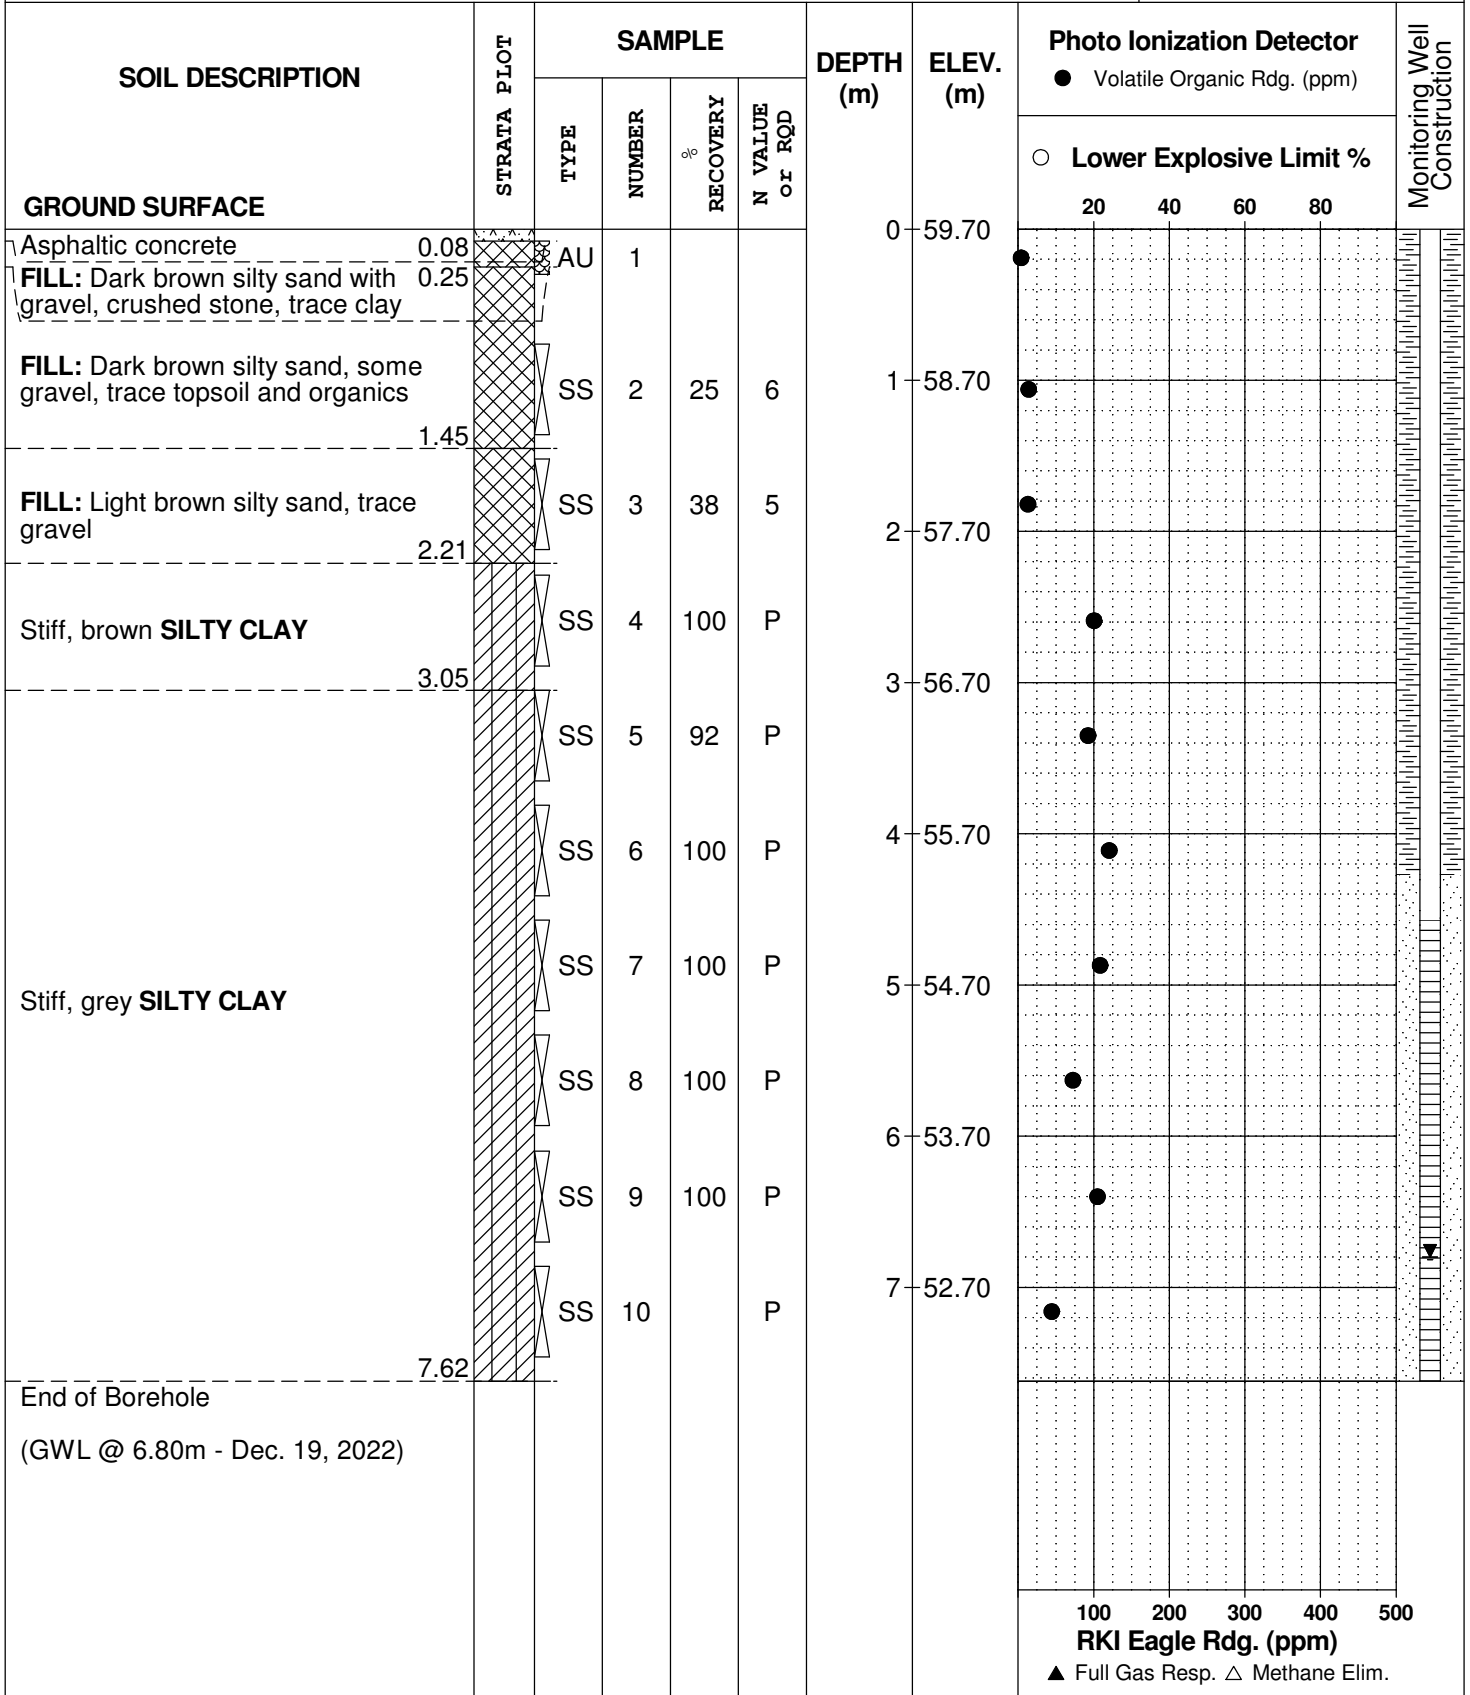 SOIL DESCRIPTION
GROUND SURFACE
STRATA PLOT
SAMPLE
TYPE
NUMBER
%
RECOVERY
N VALUE
or RQD
DEPTH
(m)
ELEV.
(m)
Photo Ionization Detector
● Volatile Organic Rdg. (ppm)
○ Lower Explosive Limit %
20 40 60 80
Monitoring Well
Construction
0 59.70
Asphaltic concrete 0.08
AU 1
FILL: Dark brown silty sand with 0.25
gravel, crushed stone, trace clay
FILL: Dark brown silty sand, some
gravel, trace topsoil and organics
1.45
SS 2 25 6
1 58.70
FILL: Light brown silty sand, trace
gravel
2.21
SS 3 38 5
2 57.70
Stiff, brown SILTY CLAY
3.05
SS 4 100 P
3 56.70
SS 5 92 P
4 55.70
SS 6 100 P
SS 7 100 P
5 54.70
Stiff, grey SILTY CLAY
SS 8 100 P
6 53.70
SS 9 100 P
7 52.70
SS 10 P
7.62
End of Borehole
(GWL @ 6.80m - Dec. 19, 2022)
100 200 300 400 500
RKI Eagle Rdg. (ppm)
▲ Full Gas Resp. △ Methane Elim.